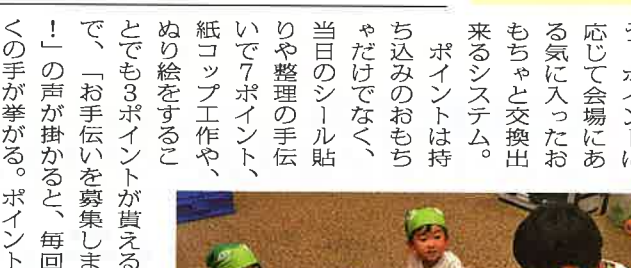 応じて会場にあ
る気に入ったお
もちゃと交換出
来るシステム。
ポイントは持
ち込みのおもち
ゃだけでなく、
当日のシール貼
りや整理の手伝
いで7ポイント、
紙コップ工作や、
ぬり絵をするこ
とでも3ポイントが貰える
で、「お手伝いを募集しま
!」の声が掛かると、毎回
くの手が挙がる。ポイント